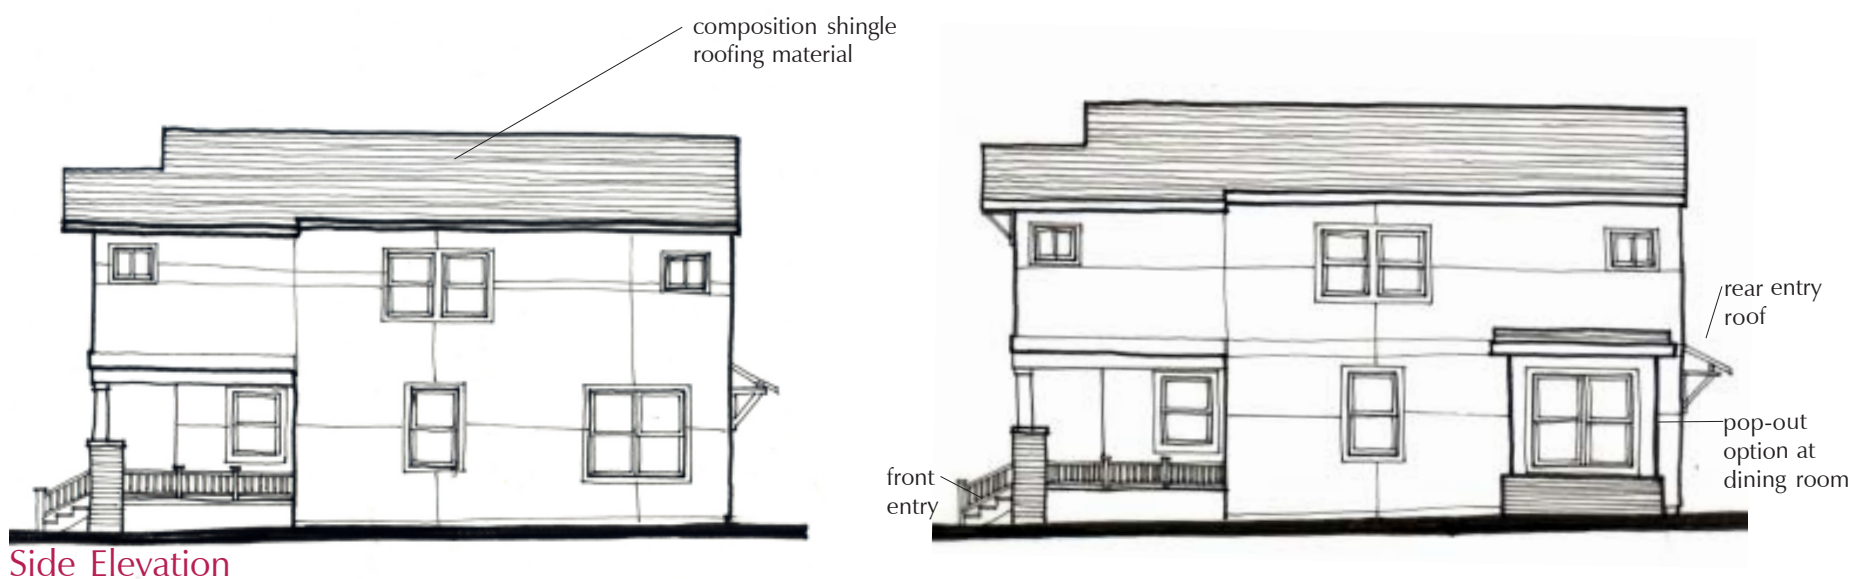 composition shingle
roofing material
rear entry
roof
pop-out
option at
dining room
front
entry
Side Elevation